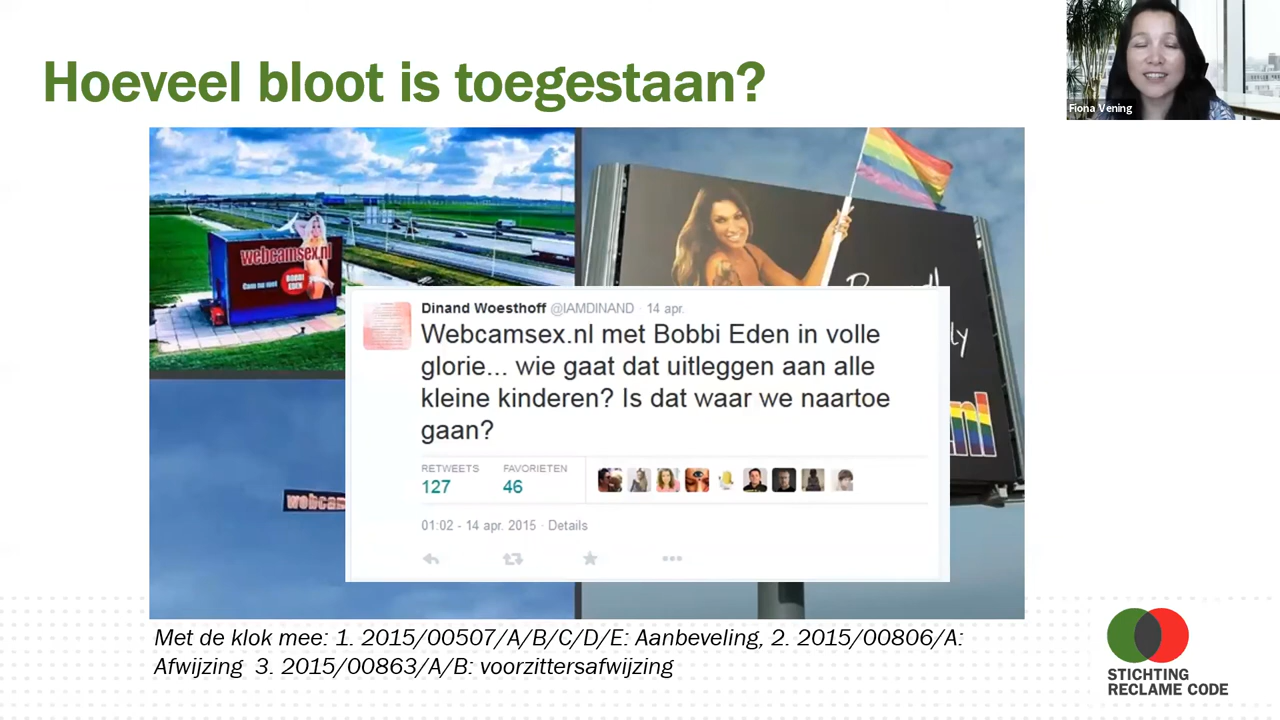 Hoeveel bloot is toegestaan?
Fiona Vening
webcamsex.nl
Cam nu met
BOBBI
EDEN
Dinand Woesthoff @IAMDINAND · 14 apr.
Webcamsex.nl met Bobbi Eden in volle
glorie... wie gaat dat uitleggen aan alle
kleine kinderen? Is dat waar we naartoe
gaan?
RETWEETS FAVORIETEN
127 46
01:02 - 14 apr. 2015 · Details
webcam
ly
nl
Met de klok mee: 1. 2015/00507/A/B/C/D/E: Aanbeveling, 2. 2015/00806/A:
Afwijzing 3. 2015/00863/A/B: voorzittersafwijzing
STICHTING
RECLAME CODE